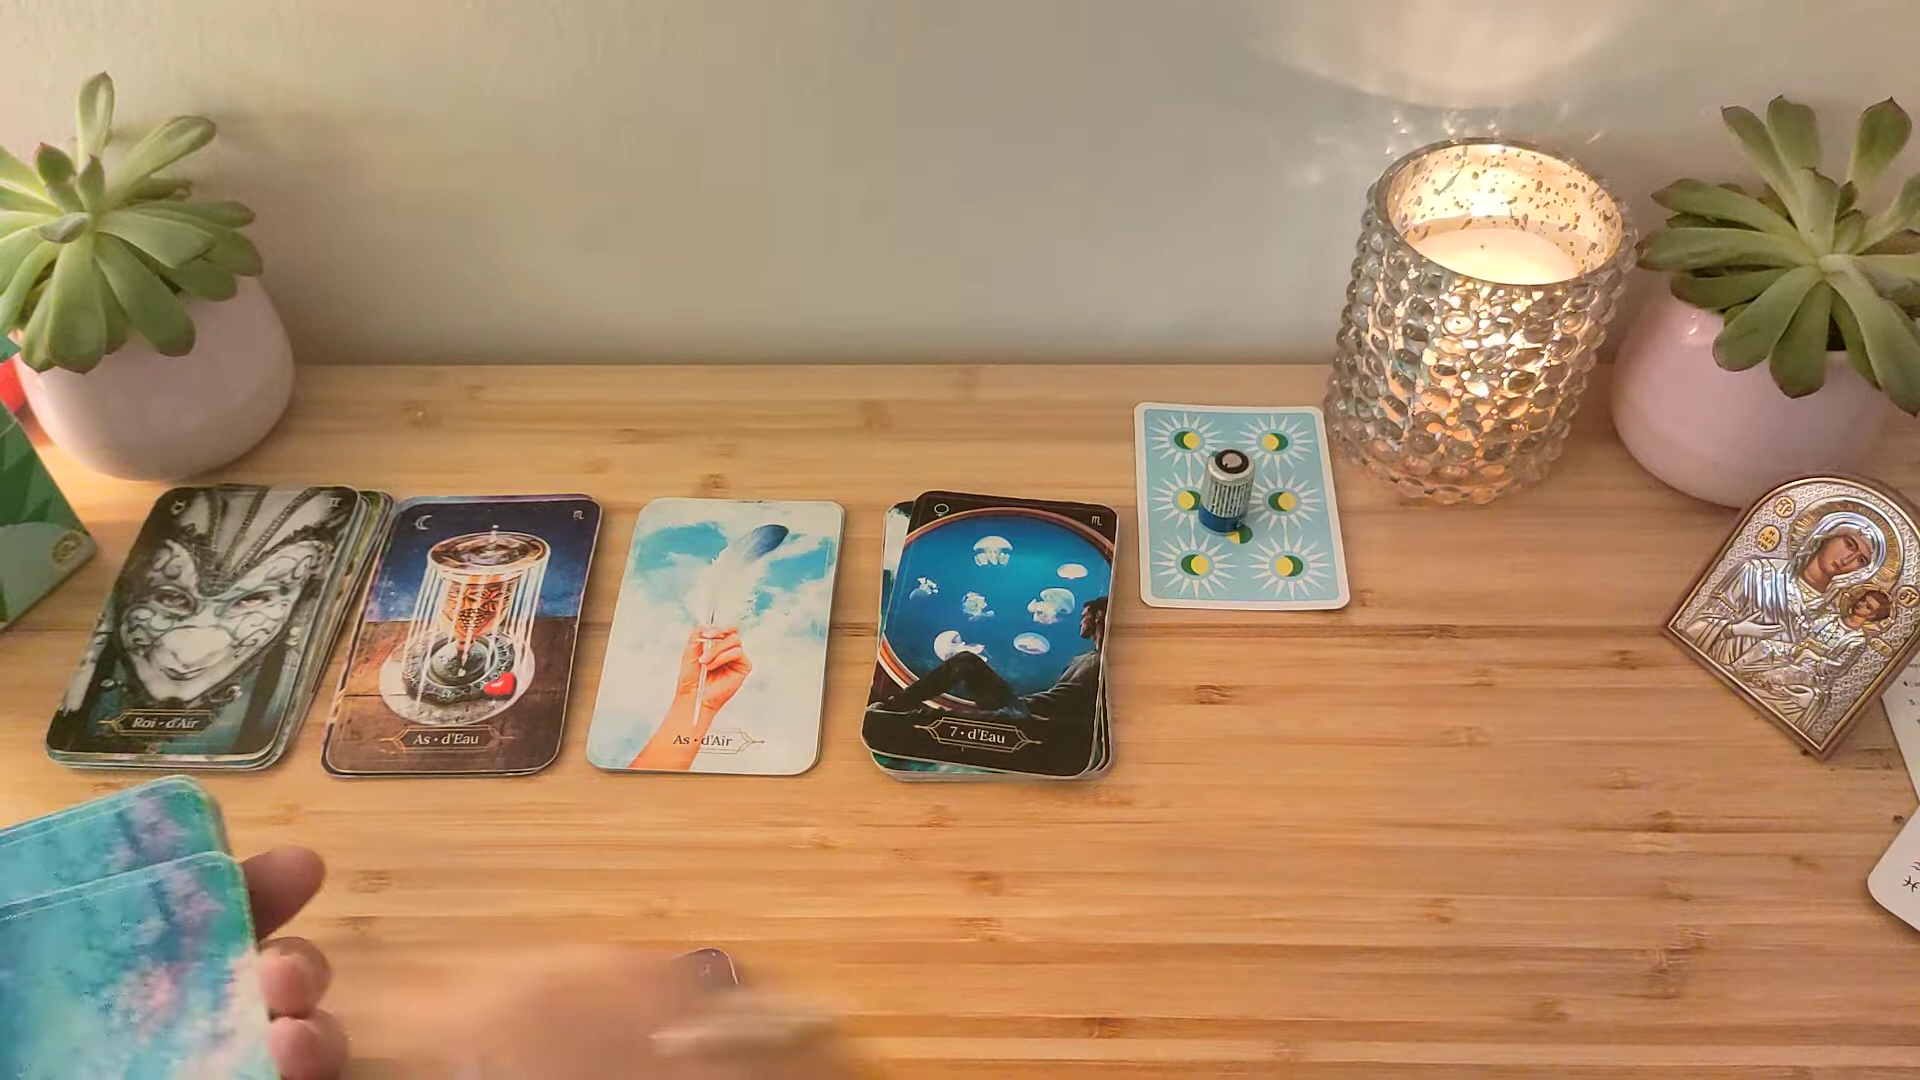 Roi • d'Air
As • d'Eau
As • d'Air
7 • d'Eau